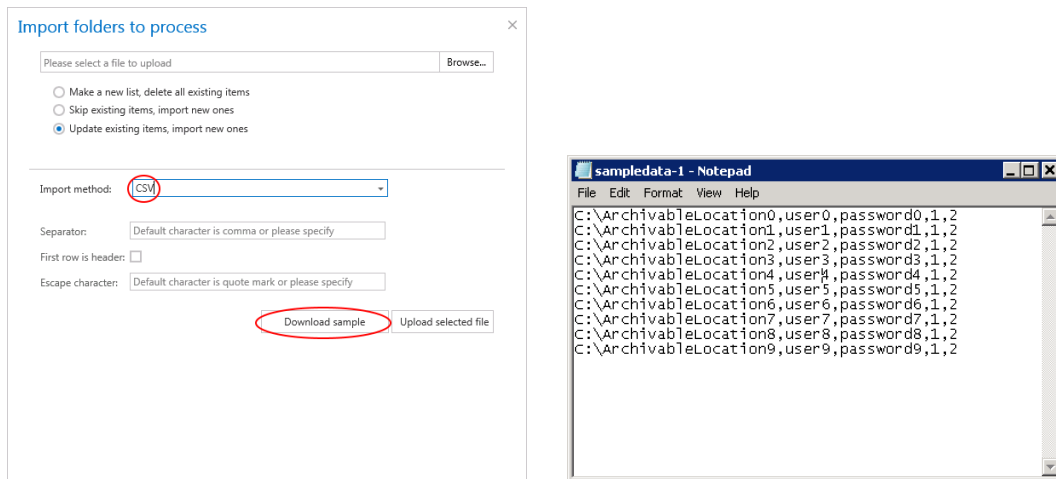 Import folders to process
Please select a file to upload Browse...
Make a new list, delete all existing items
Skip existing items, import new ones
Update existing items, import new ones
Import method: CSV
Separator: Default character is comma or please specify
First row is header:
Escape character: Default character is quote mark or please specify
Download sample Upload selected file
sampledata-1 - Notepad
File Edit Format View Help
C:\ArchivableLocation0,user0,password0,1,2
C:\ArchivableLocation1,user1,password1,1,2
C:\ArchivableLocation2,user2,password2,1,2
C:\ArchivableLocation3,user3,password3,1,2
C:\ArchivableLocation4,user4,password4,1,2
C:\ArchivableLocation5,user5,password5,1,2
C:\ArchivableLocation6,user6,password6,1,2
C:\ArchivableLocation7,user7,password7,1,2
C:\ArchivableLocation8,user8,password8,1,2
C:\ArchivableLocation9,user9,password9,1,2